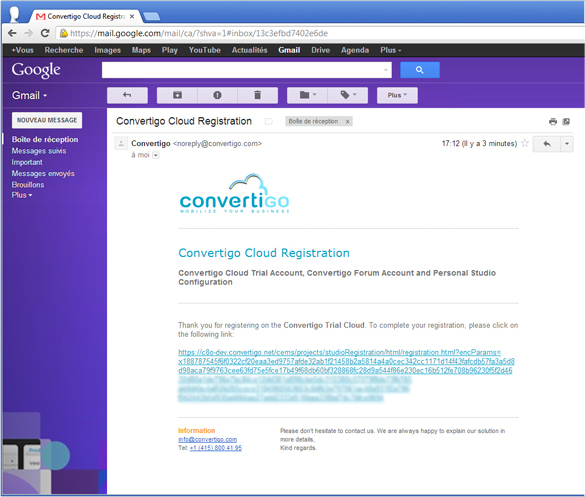 Convertigo Cloud Registra
https://mail.google.com/mail/ca/?shva=1#inbox/13c3efbd7402e6de
+Vous Recherche Images Maps Play YouTube Actualités Gmail Drive Agenda Plus
Google
Gmail
Plus
NOUVEAU MESSAGE
Boîte de réception
Messages suivis
Important
Messages envoyés
Brouillons
Plus
Convertigo Cloud Registration
Boîte de réception x
Convertigo <noreply@convertigo.com>
17:12 (Il y a 3 minutes)
à moi
convertigo
MOBILIZE YOUR BUSINESS
Convertigo Cloud Registration
Convertigo Cloud Trial Account, Convertigo Forum Account and Personal Studio
Configuration
Thank you for registering on the Convertigo Trial Cloud. To complete your registration, please click on
the following link:
https://c8o-dev.convertigo.net/cems/projects/studioRegistration/html/registration.html?encParams=
x188787545f6f0322cf20eaa3ed9757afde32ab1f21458b2a5814a4a0cec342cc1171d14f43fafcdb57fa3a5d8
d98aca79f9763cee63fd75e5fce17b49f68db60bf328868fc28d9a544f86e230ec16b512fe708b96230f5f2d46
Information
info@convertigo.com
Tel: +1 (415) 800 41 95
Please don't hesitate to contact us. We are always happy to explain our solution in
more details,
Kind regards.